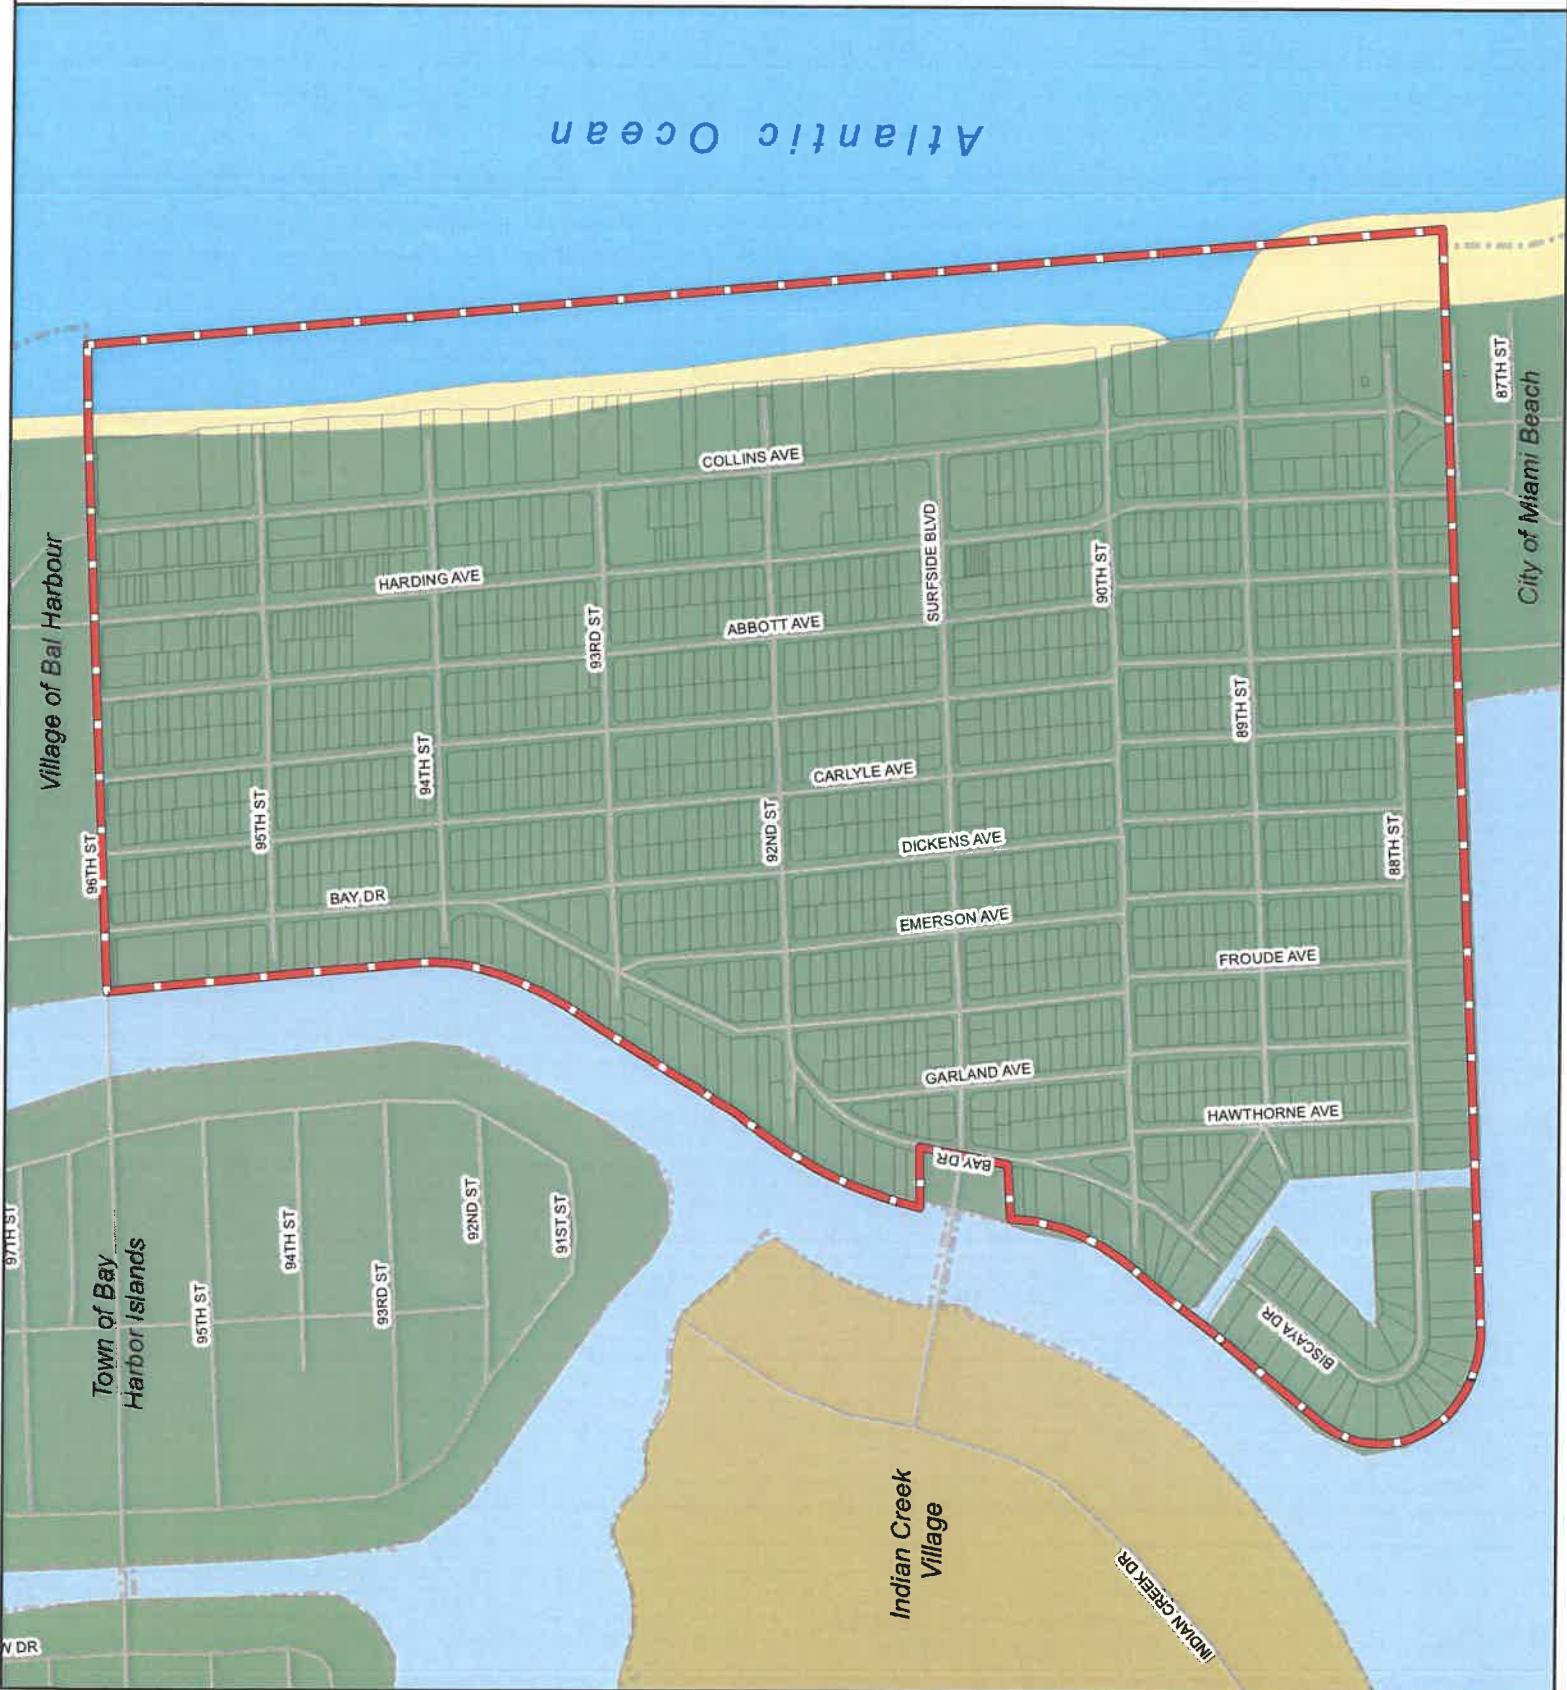 Atlantic Ocean
Village of Bal Harbour
City of Miami Beach
87TH ST
COLLINS AVE
HARDING AVE
SURFSIDE BLVD
90TH ST
93RD ST
ABBOTT AVE
94TH ST
89TH ST
95TH ST
96TH ST
CARLYLE AVE
92ND ST
DICKENS AVE
88TH ST
BAY DR
EMERSON AVE
FROUDE AVE
GARLAND AVE
HAWTHORNE AVE
BAY DR
97TH ST
Town of Bay
Harbor Islands
94TH ST
92ND ST
91ST ST
95TH ST
93RD ST
BISCAYA DR
Indian Creek
Village
INDIAN CREEK DR
DR